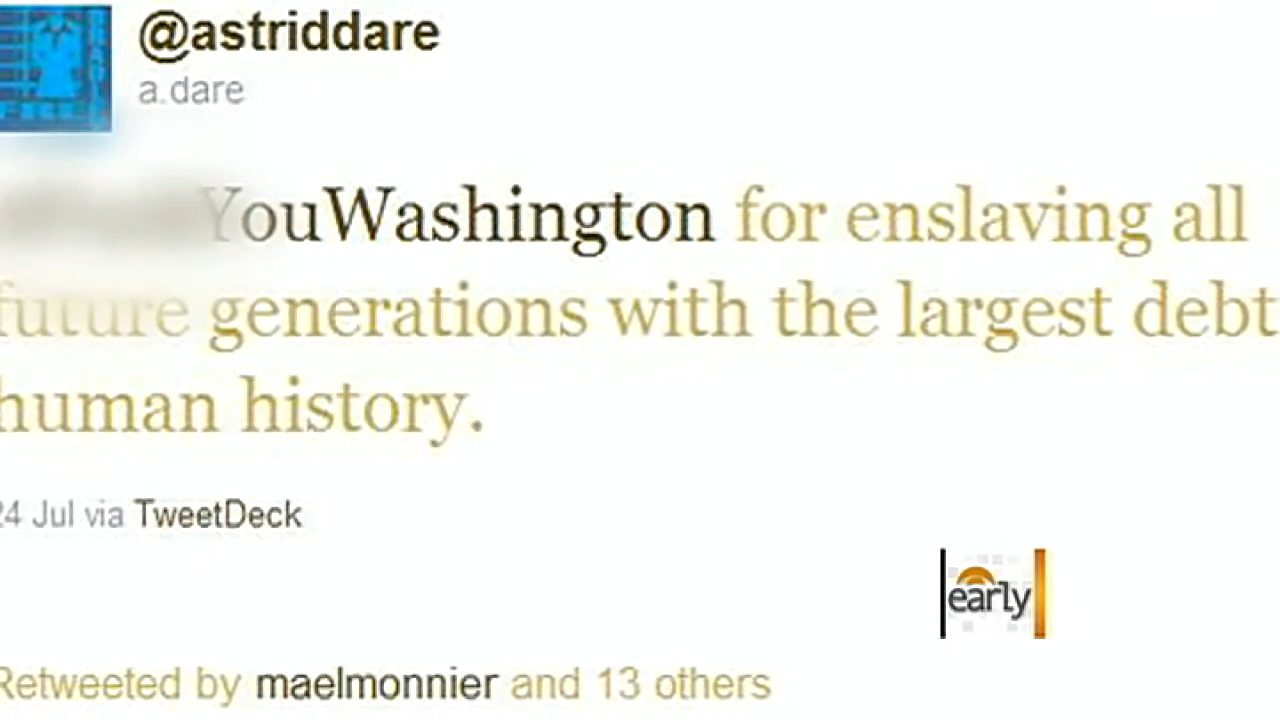 @astriddare
a.dare
YouWashington for enslaving all
future generations with the largest debt
human history.
24 Jul via TweetDeck
early
Retweeted by maelmonnier and 13 others